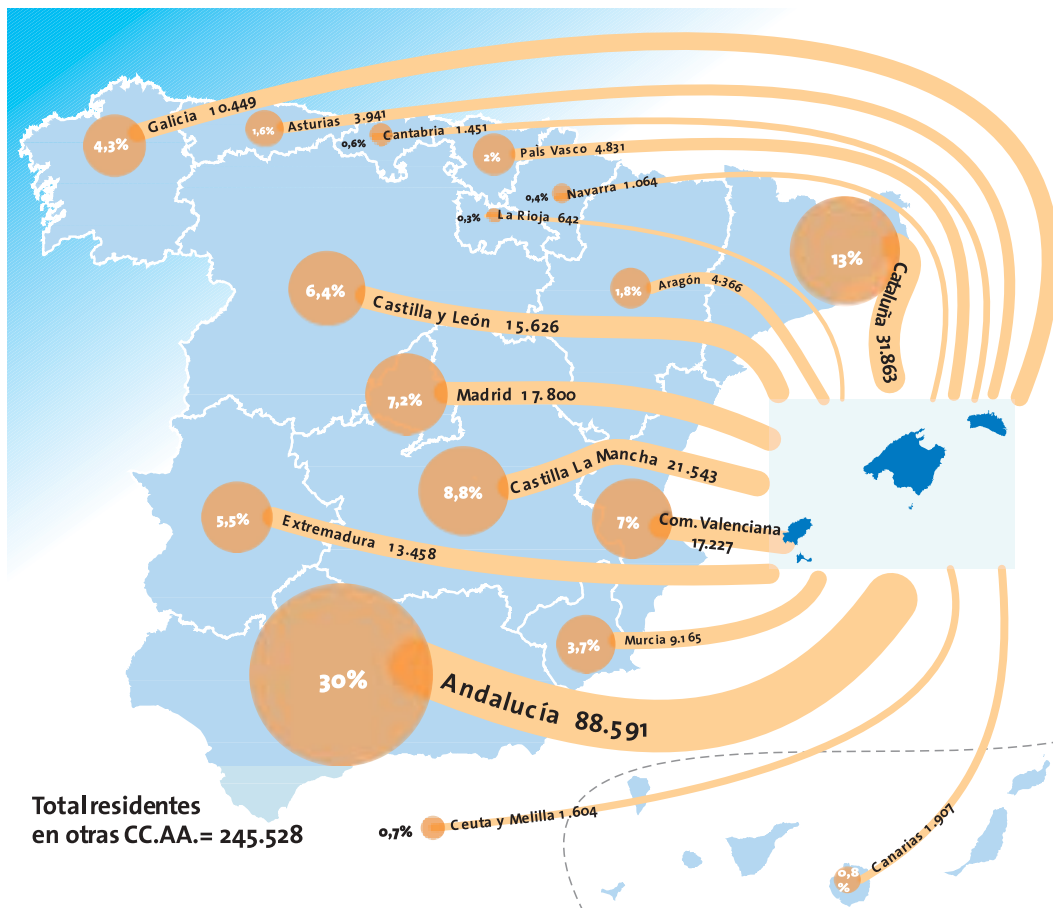 Galicia 10.449
4,3%
Asturias 3.941
1,6%
Cantabria 1.451
0,6%
País Vasco 4.831
2%
Navarra 1.064
0,4%
La Rioja 642
0,3%
Cataluña 31.863
13%
Aragón 4.366
1,8%
Castilla y León 15.626
6,4%
Madrid 17.800
7,2%
Castilla La Mancha 21.543
8,8%
Com. Valenciana
17.227
7%
Extremadura 13.458
5,5%
Murcia 9.165
3,7%
Andalucía 88.591
30%
Total residentes
en otras CC.AA.= 245.528
Ceuta y Melilla 1.604
0,7%
Canarias 1.907
0,8
%